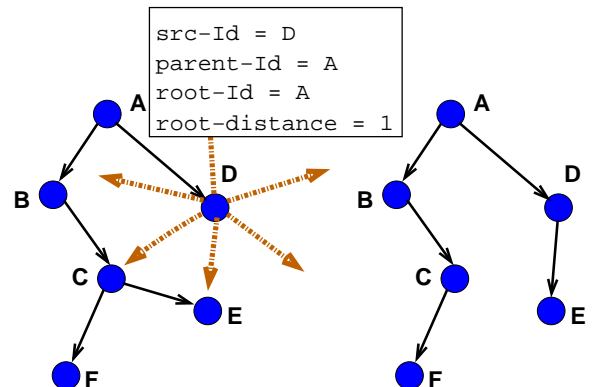 src-Id = D
parent-Id = A
root-Id = A
root-distance = 1
A
D
B
C
E
F
A
D
B
C
E
F